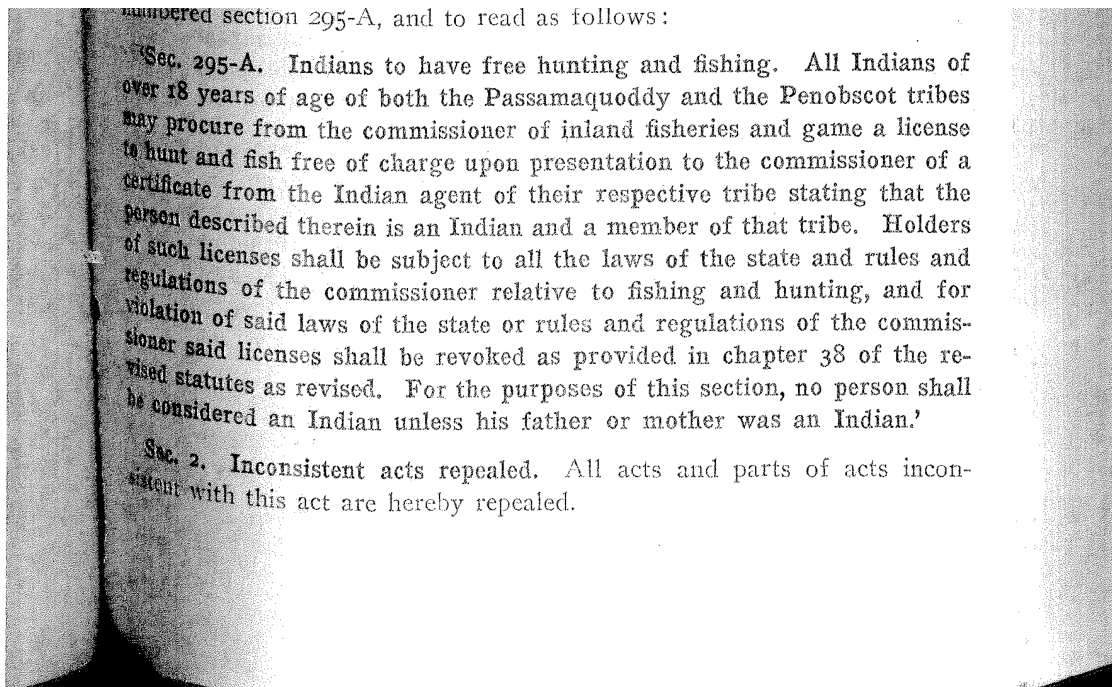 numbered section 295-A, and to read as follows:
'Sec. 295-A. Indians to have free hunting and fishing. All Indians of
over 18 years of age of both the Passamaquoddy and the Penobscot tribes
may procure from the commissioner of inland fisheries and game a license
to hunt and fish free of charge upon presentation to the commissioner of a
certificate from the Indian agent of their respective tribe stating that the
person described therein is an Indian and a member of that tribe. Holders
of such licenses shall be subject to all the laws of the state and rules and
regulations of the commissioner relative to fishing and hunting, and for
violation of said laws of the state or rules and regulations of the commis-
sioner said licenses shall be revoked as provided in chapter 38 of the re-
vised statutes as revised. For the purposes of this section, no person shall
be considered an Indian unless his father or mother was an Indian.'
Sec. 2. Inconsistent acts repealed. All acts and parts of acts incon-
sistent with this act are hereby repealed.